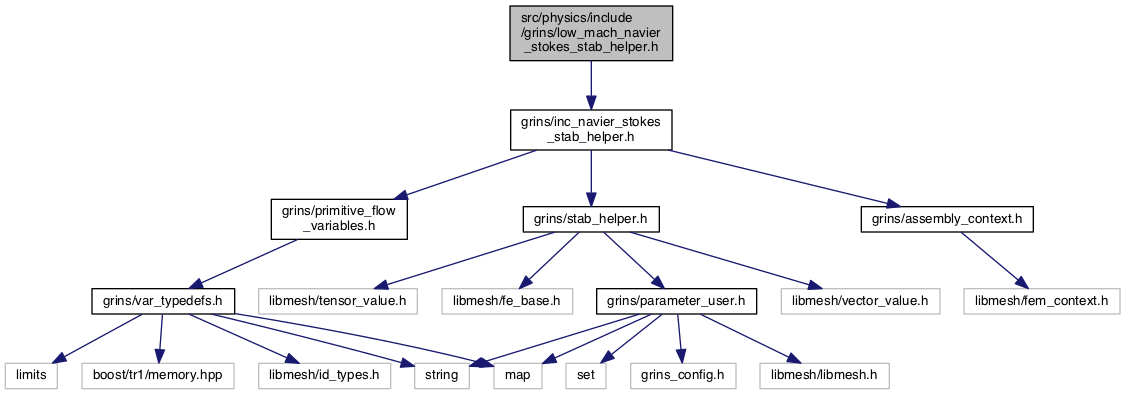 src/physics/include
/grins/low_mach_navier
_stokes_stab_helper.h
grins/inc_navier_stokes
_stab_helper.h
grins/primitive_flow
_variables.h
grins/stab_helper.h
grins/assembly_context.h
grins/var_typedefs.h
libmesh/tensor_value.h
libmesh/fe_base.h
grins/parameter_user.h
libmesh/vector_value.h
libmesh/fem_context.h
limits
boost/tr1/memory.hpp
libmesh/id_types.h
string
map
set
grins_config.h
libmesh/libmesh.h